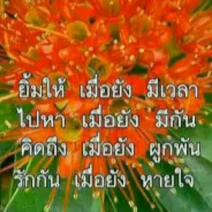 ยิ้มให้ เมื่อยัง มีเวลา
ไปหา เมื่อยัง มีกัน
คิดถึง เมื่อยัง ผูกพัน
รักกัน เมื่อยัง หายใจ